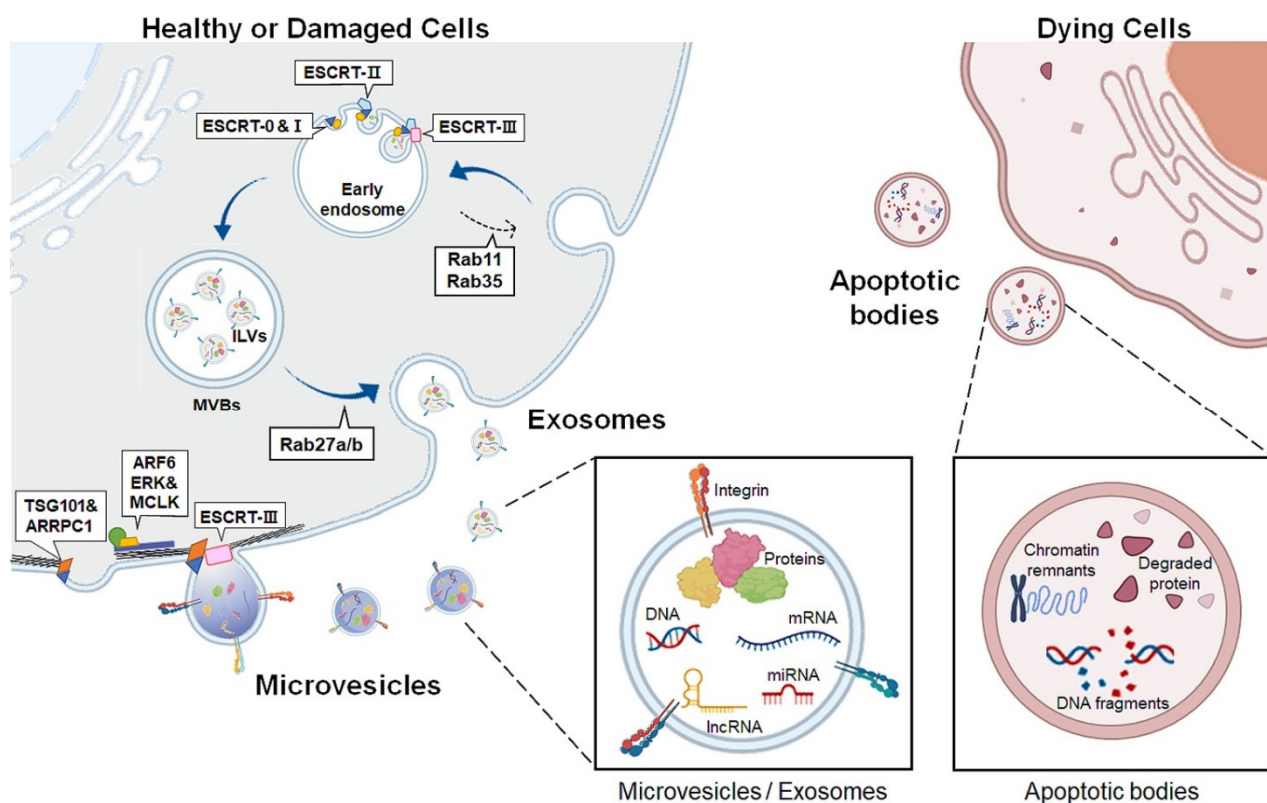 Healthy or Damaged Cells
Dying Cells
ESCRT-Ⅱ
ESCRT-0 & Ⅰ
ESCRT-Ⅲ
Early
endosome
Rab11
Rab35
ILVs
MVBs
Rab27a/b
Exosomes
Apoptotic
bodies
ARF6
ERK&
MCLK
TSG101&
ARRPC1
ESCRT-Ⅲ
Microvesicles
Integrin
Proteins
DNA
mRNA
miRNA
lncRNA
Microvesicles / Exosomes
Chromatin
remnants
Degraded
protein
DNA fragments
Apoptotic bodies